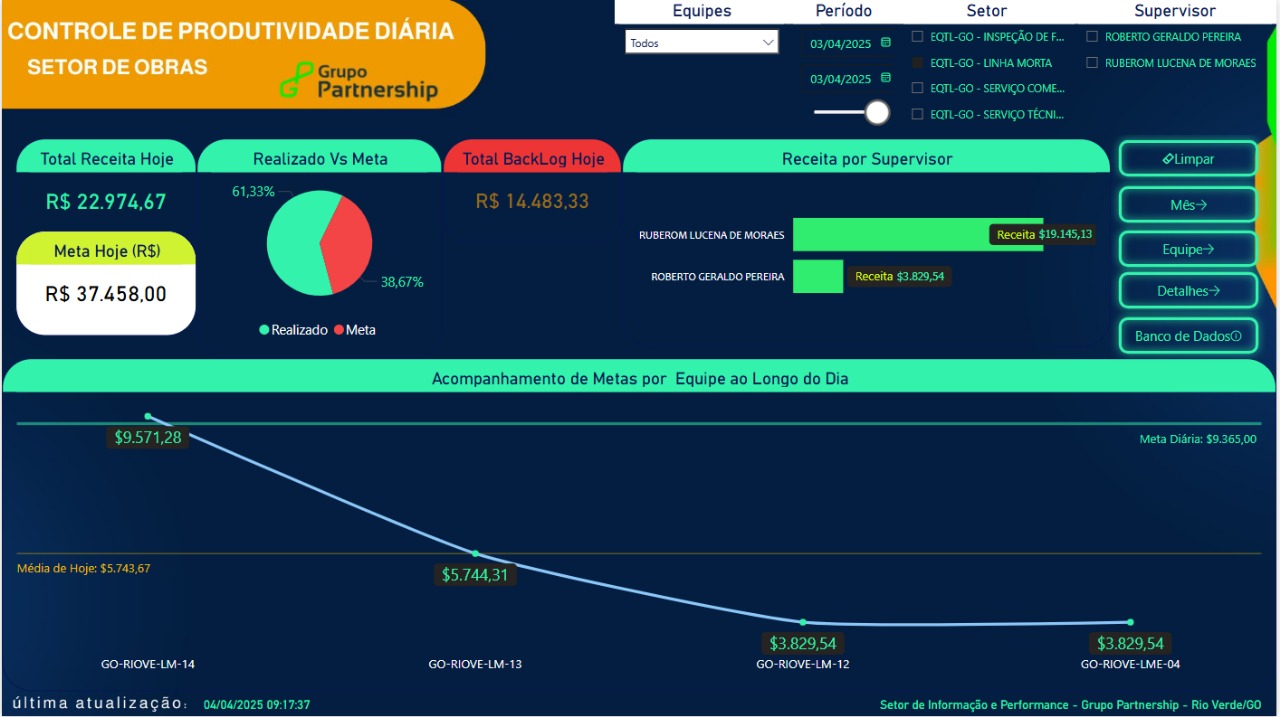 CONTROLE DE PRODUTIVIDADE DIÁRIA
SETOR DE OBRAS
Grupo
Partnership
Equipes
Todos
Período
03/04/2025
03/04/2025
Setor
EQTL-GO - INSPEÇÃO DE F...
EQTL-GO - LINHA MORTA
EQTL-GO - SERVIÇO COME...
EQTL-GO - SERVIÇO TÉCNI...
Supervisor
ROBERTO GERALDO PEREIRA
RUBEROM LUCENA DE MORAES
Total Receita Hoje
R$ 22.974,67
Meta Hoje (R$)
R$ 37.458,00
Realizado Vs Meta
61,33%
38,67%
Realizado Meta
Total BackLog Hoje
R$ 14.483,33
Receita por Supervisor
RUBEROM LUCENA DE MORAES Receita $19.145,13
ROBERTO GERALDO PEREIRA Receita $3.829,54
Limpar
Mês
Equipe
Detalhes
Banco de Dados
Acompanhamento de Metas por Equipe ao Longo do Dia
$9.571,28
Meta Diária: $9.365,00
Média de Hoje: $5.743,67
$5.744,31
$3.829,54 $3.829,54
GO-RIOVE-LM-14 GO-RIOVE-LM-13 GO-RIOVE-LM-12 GO-RIOVE-LME-04
última atualização: 04/04/2025 09:17:37
Setor de Informação e Performance - Grupo Partnership - Rio Verde/GO